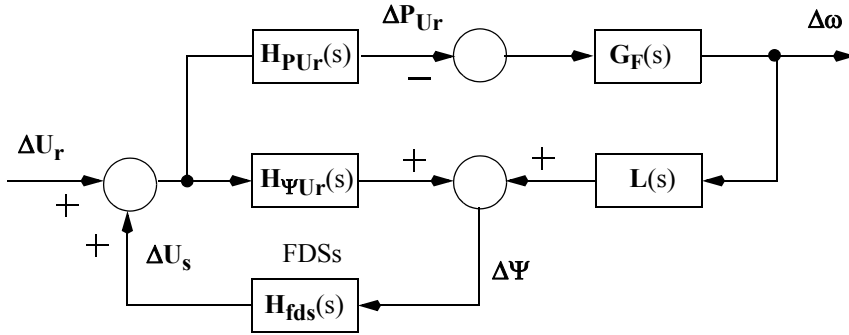 ΔP_Ur
Δω
H_PUr(s)
−
G_F(s)
ΔU_r
+
+
H_ΨUr(s)
+
+
L(s)
ΔU_s
FDSs
ΔΨ
H_fds(s)